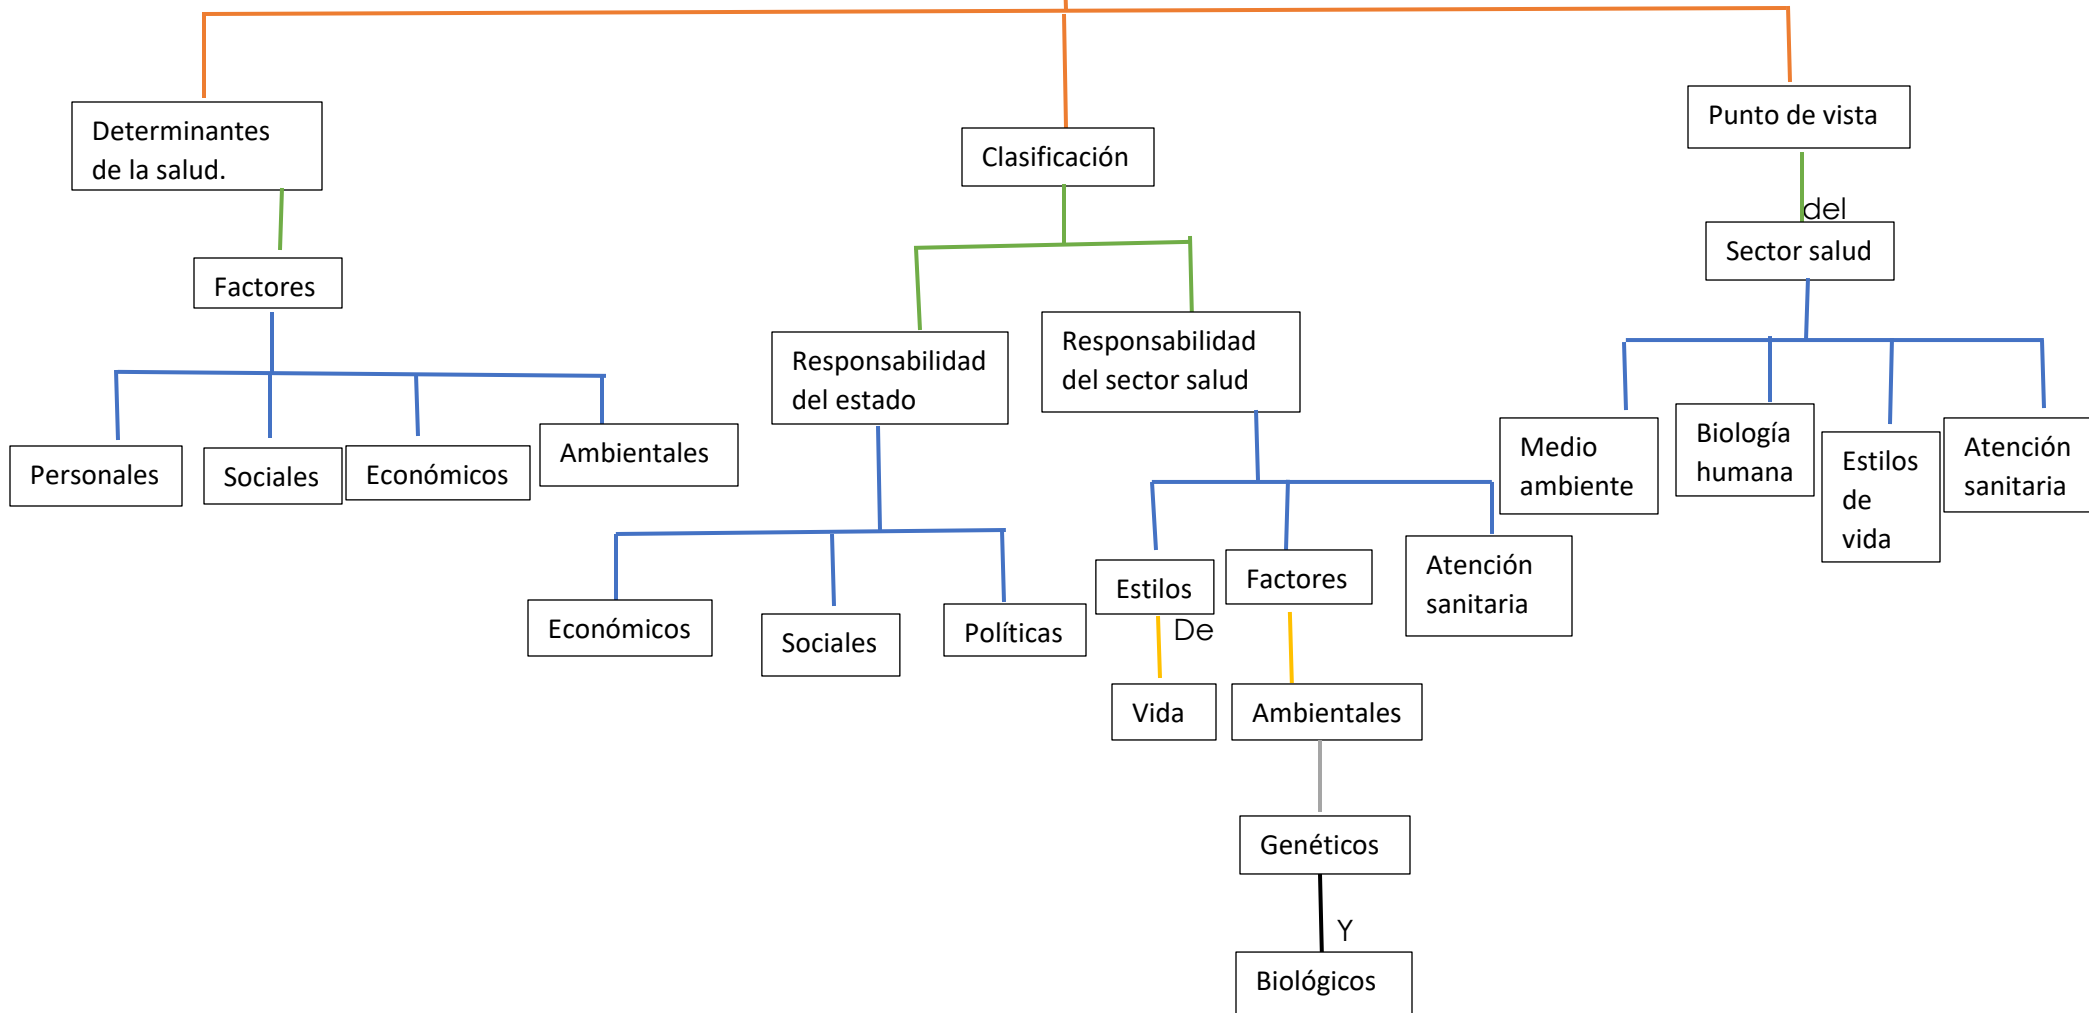 Determinantes
de la salud.
Clasificación
Punto de vista
del
Sector salud
Factores
Responsabilidad
del estado
Responsabilidad
del sector salud
Personales
Sociales
Económicos
Ambientales
Medio
ambiente
Biología
humana
Estilos
de
vida
Atención
sanitaria
Económicos
Sociales
Políticas
Estilos
De
Vida
Factores
Ambientales
Atención
sanitaria
Genéticos
Y
Biológicos